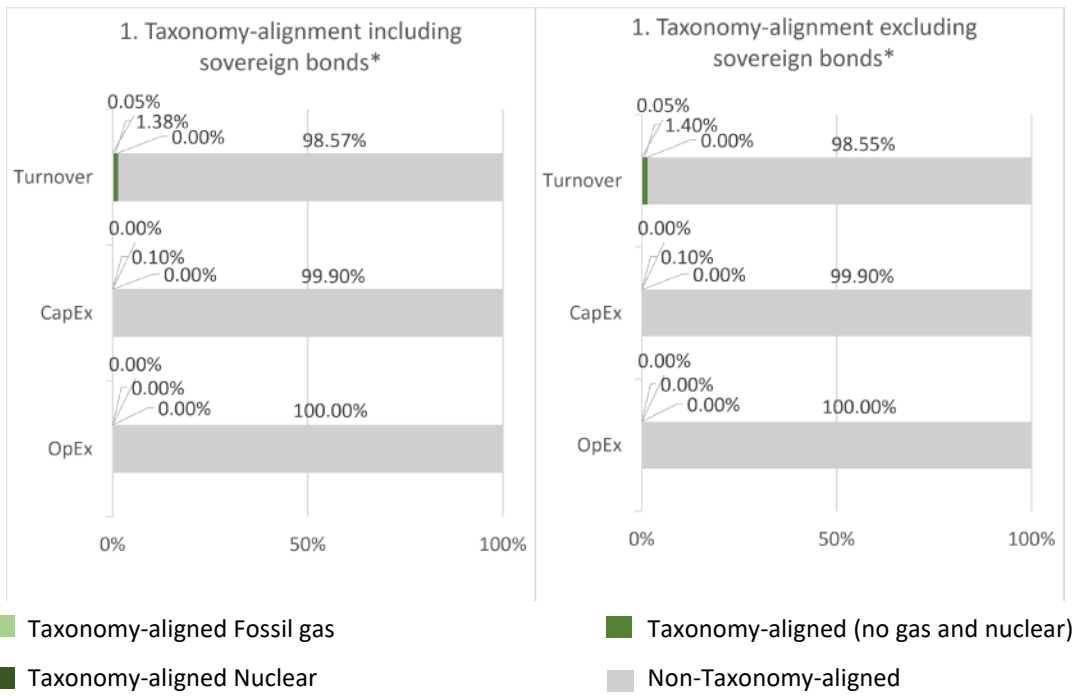 1. Taxonomy-alignment including
sovereign bonds*
0.05%
1.38%
0.00%
98.57%
Turnover
0.00%
0.10%
0.00%
99.90%
CapEx
0.00%
0.00%
0.00%
100.00%
OpEx
0%
50%
100%
1. Taxonomy-alignment excluding
sovereign bonds*
0.05%
1.40%
0.00%
98.55%
Turnover
0.00%
0.10%
0.00%
99.90%
CapEx
0.00%
0.00%
0.00%
100.00%
OpEx
0%
50%
100%
Taxonomy-aligned Fossil gas
Taxonomy-aligned (no gas and nuclear)
Taxonomy-aligned Nuclear
Non-Taxonomy-aligned